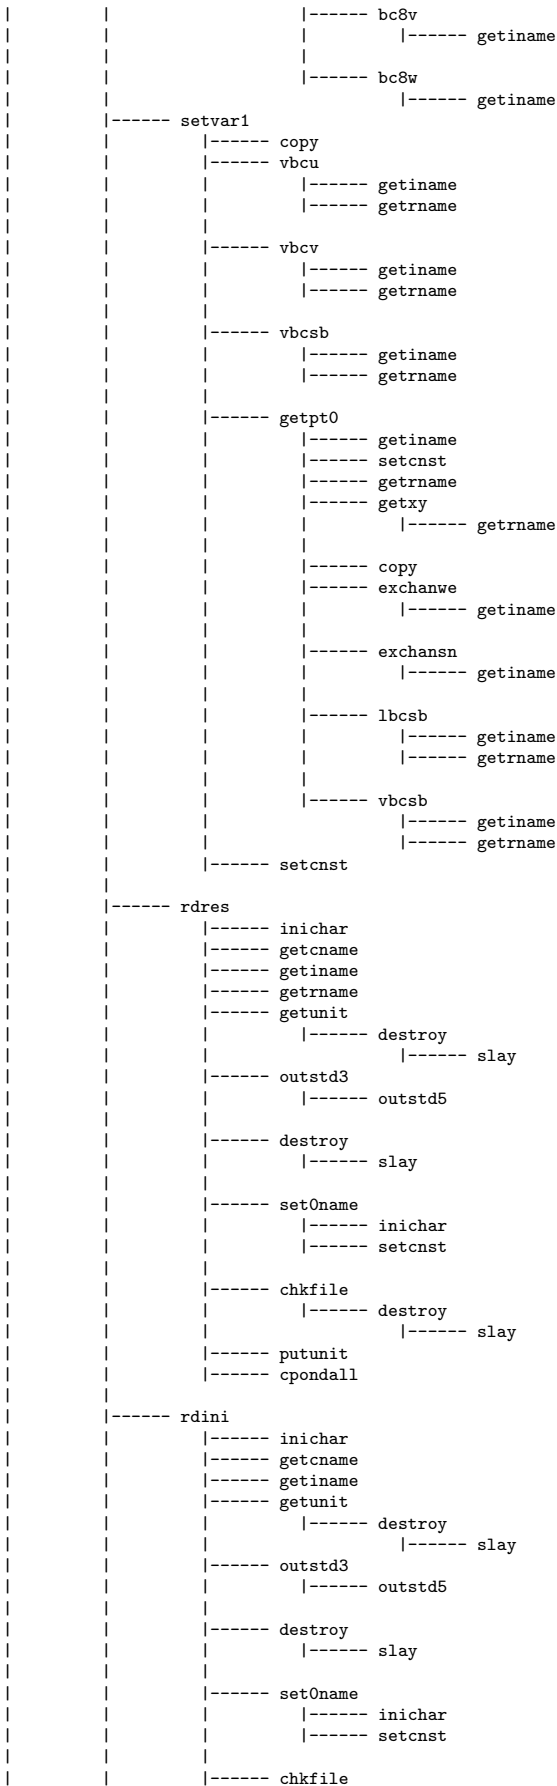 |           |                       |------ bc8v
|           |                       |           |------ getiname
|           |                       |
|           |                       |------ bc8w
|           |                                   |------ getiname
|           |------ setvar1
|           |           |------ copy
|           |           |------ vbcu
|           |           |           |------ getiname
|           |           |           |------ getrname
|           |           |
|           |           |------ vbcv
|           |           |           |------ getiname
|           |           |           |------ getrname
|           |           |
|           |           |------ vbcsb
|           |           |           |------ getiname
|           |           |           |------ getrname
|           |           |
|           |           |------ getpt0
|           |           |           |------ getiname
|           |           |           |------ setcnst
|           |           |           |------ getrname
|           |           |           |------ getxy
|           |           |           |           |------ getrname
|           |           |           |
|           |           |           |------ copy
|           |           |           |------ exchanwe
|           |           |           |           |------ getiname
|           |           |           |
|           |           |           |------ exchansn
|           |           |           |           |------ getiname
|           |           |           |
|           |           |           |------ lbcsb
|           |           |           |           |------ getiname
|           |           |           |           |------ getrname
|           |           |           |
|           |           |           |------ vbcsb
|           |           |                       |------ getiname
|           |           |                       |------ getrname
|           |           |------ setcnst
|           |
|           |------ rdres
|           |           |------ inichar
|           |           |------ getcname
|           |           |------ getiname
|           |           |------ getrname
|           |           |------ getunit
|           |           |           |------ destroy
|           |           |                       |------ slay
|           |           |------ outstd3
|           |           |           |------ outstd5
|           |           |
|           |           |------ destroy
|           |           |           |------ slay
|           |           |
|           |           |------ set0name
|           |           |           |------ inichar
|           |           |           |------ setcnst
|           |           |
|           |           |------ chkfile
|           |           |           |------ destroy
|           |           |                       |------ slay
|           |           |------ putunit
|           |           |------ cpondall
|           |
|           |------ rdini
|           |           |------ inichar
|           |           |------ getcname
|           |           |------ getiname
|           |           |------ getunit
|           |           |           |------ destroy
|           |           |                       |------ slay
|           |           |------ outstd3
|           |           |           |------ outstd5
|           |           |
|           |           |------ destroy
|           |           |           |------ slay
|           |           |
|           |           |------ set0name
|           |           |           |------ inichar
|           |           |           |------ setcnst
|           |           |
|           |           |------ chkfile